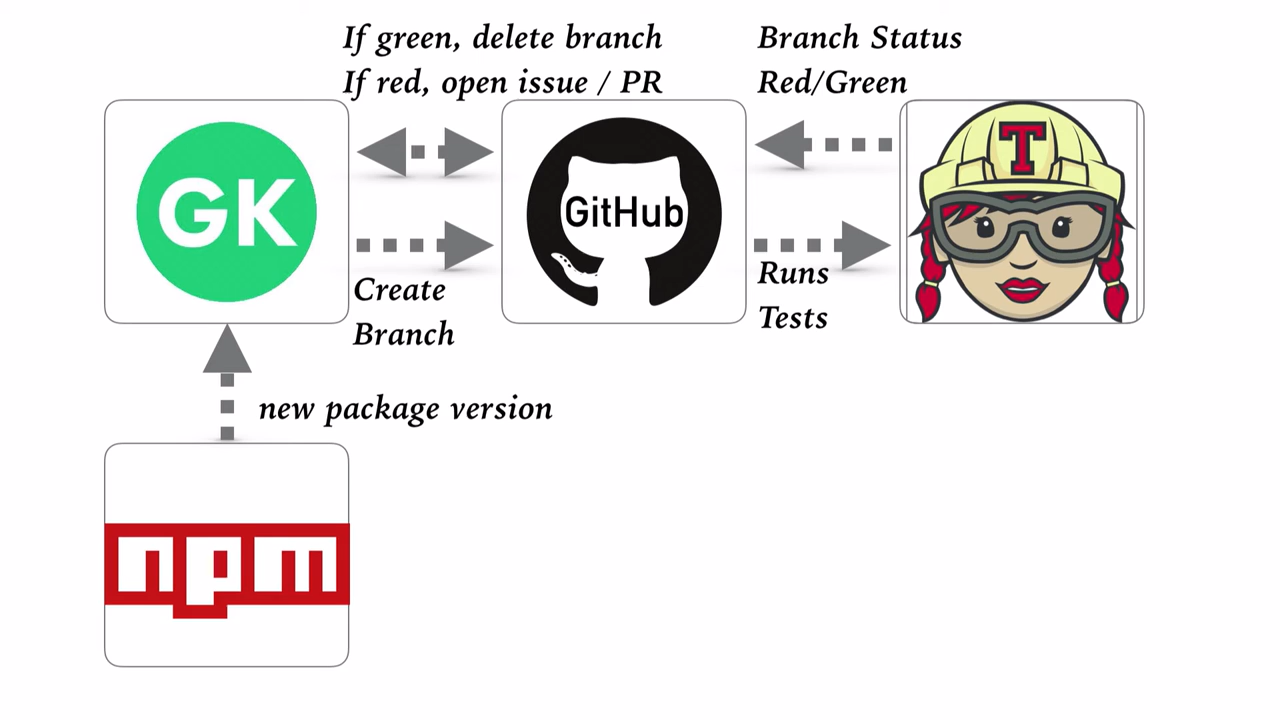 If green, delete branch
If red, open issue / PR
Branch Status
Red/Green
GK
GitHub
T
Create
Branch
Runs
Tests
new package version
npm